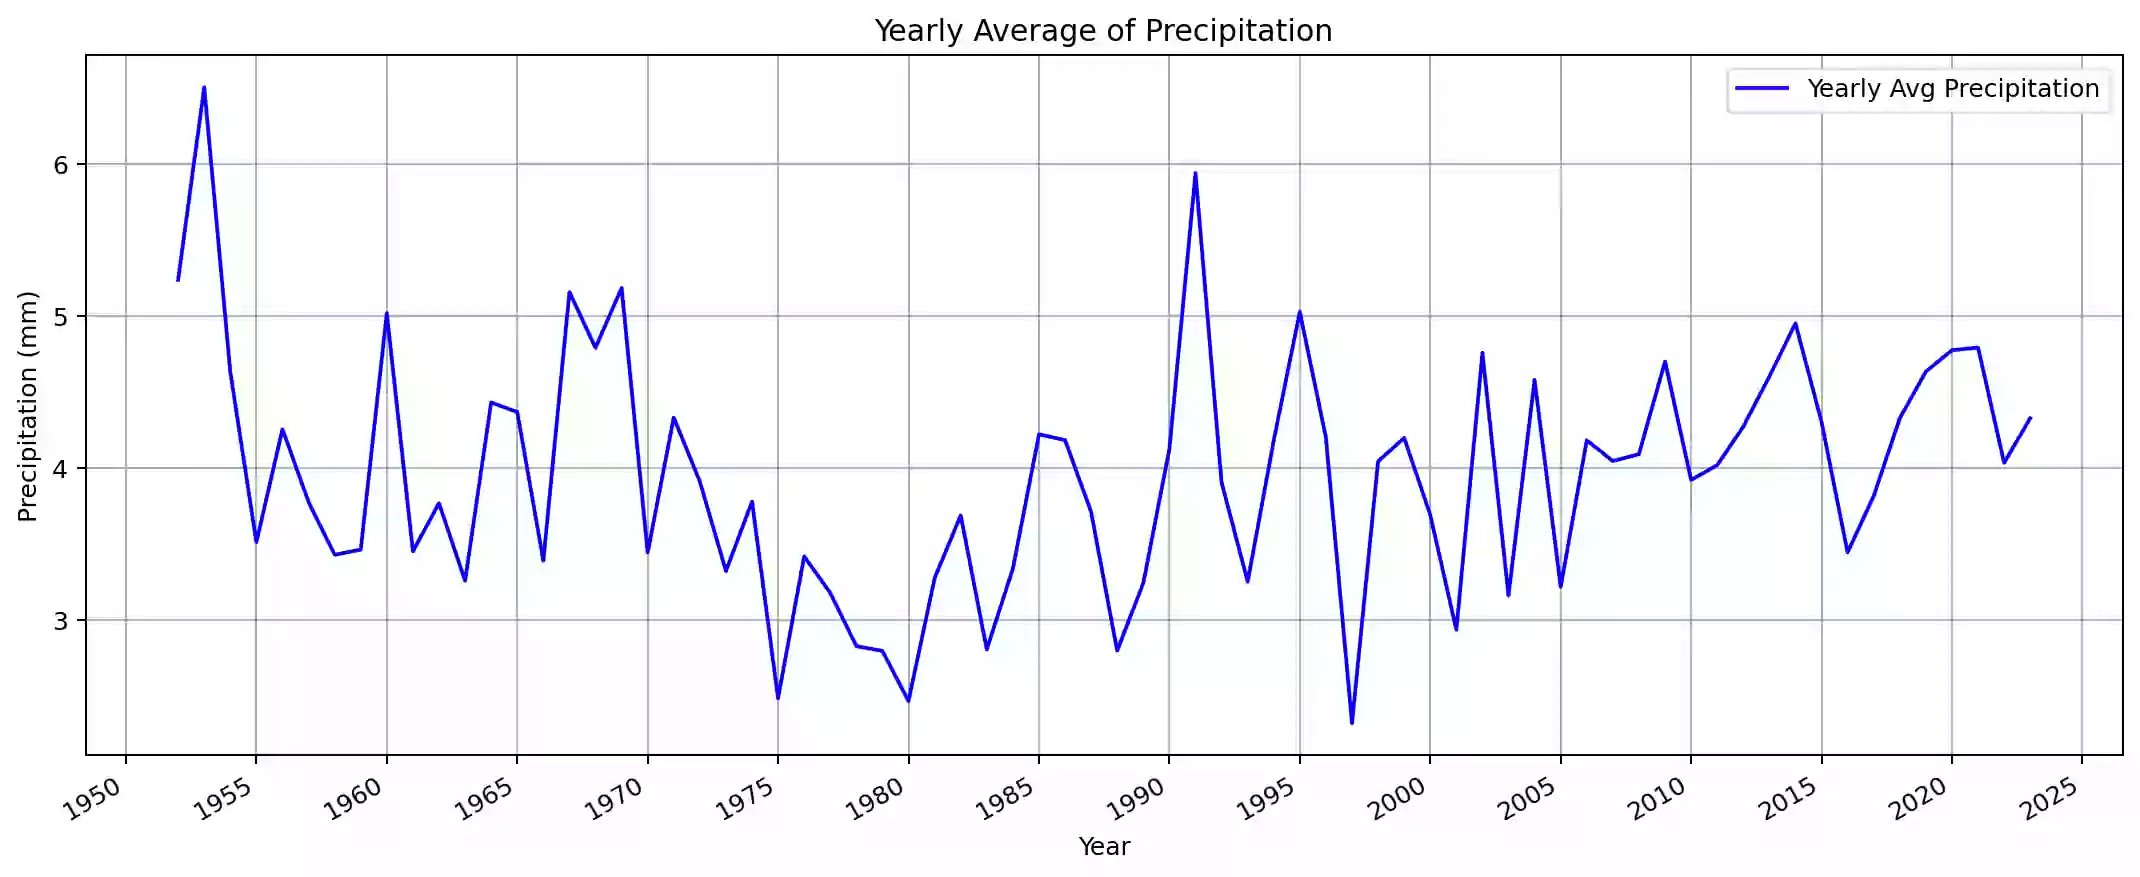 Yearly Average of Precipitation
Yearly Avg Precipitation
Precipitation (mm)
6
5
4
3
1950 1955 1960 1965 1970 1975 1980 1985 1990 1995 2000 2005 2010 2015 2020 2025
Year